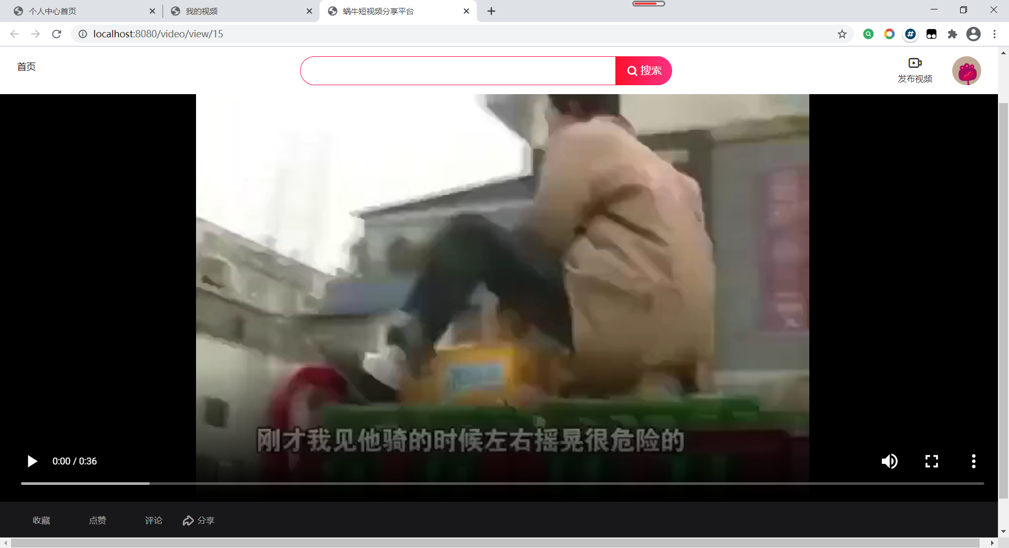 个人中心首页
我的视频
蜗牛短视频分享平台
localhost:8080/video/view/15
首页
搜索
发布视频
刚才我见他骑的时候左右摇晃很危险的
0:00 / 0:36
收藏
点赞
评论
分享